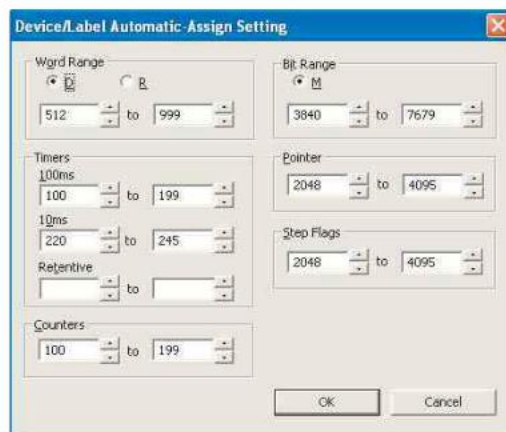 Device/Label Automatic-Assign Setting
Word Range
D R
512 to 999
Timers
100ms
100 to 199
10ms
220 to 245
Retentive
to
Counters
100 to 199
Bit Range
M
3840 to 7679
Pointer
2048 to 4095
Step Flags
2048 to 4095
OK Cancel